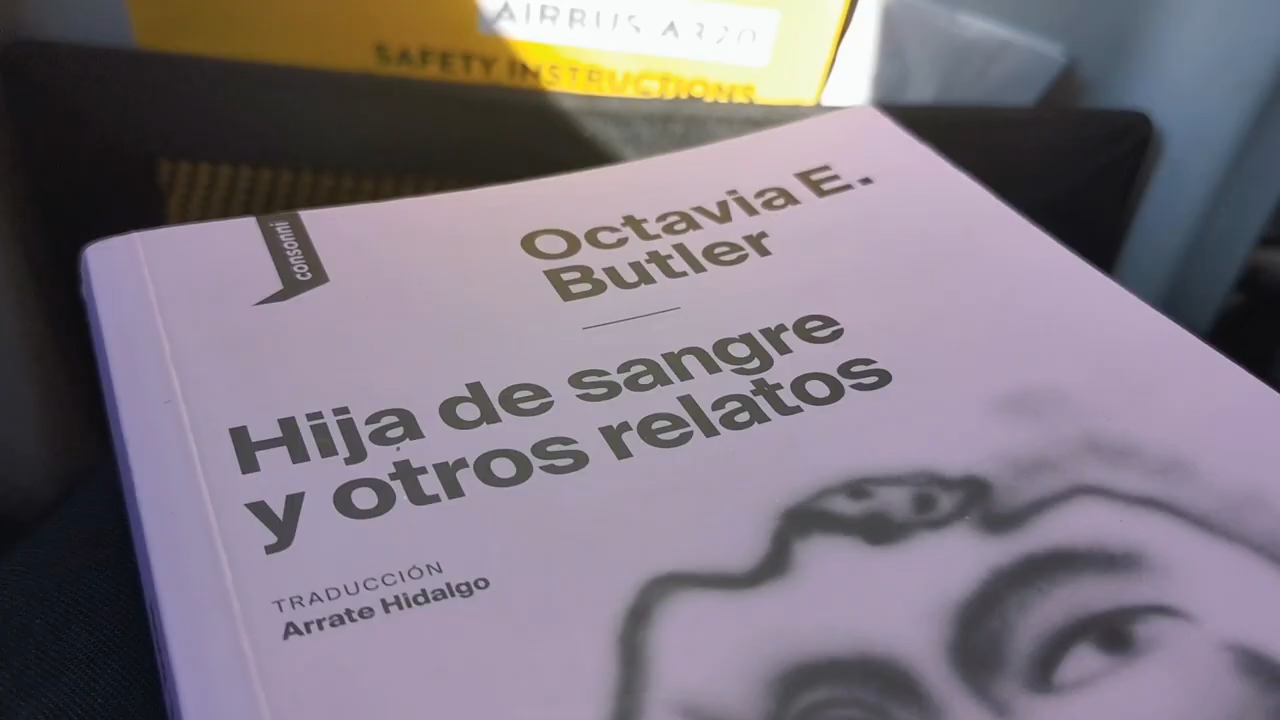 AIRBUS A320
SAFETY INSTRUCTIONS
consonni
Octavia E.
Butler
Hija de sangre
y otros relatos
TRADUCCIÓN
Arrate Hidalgo